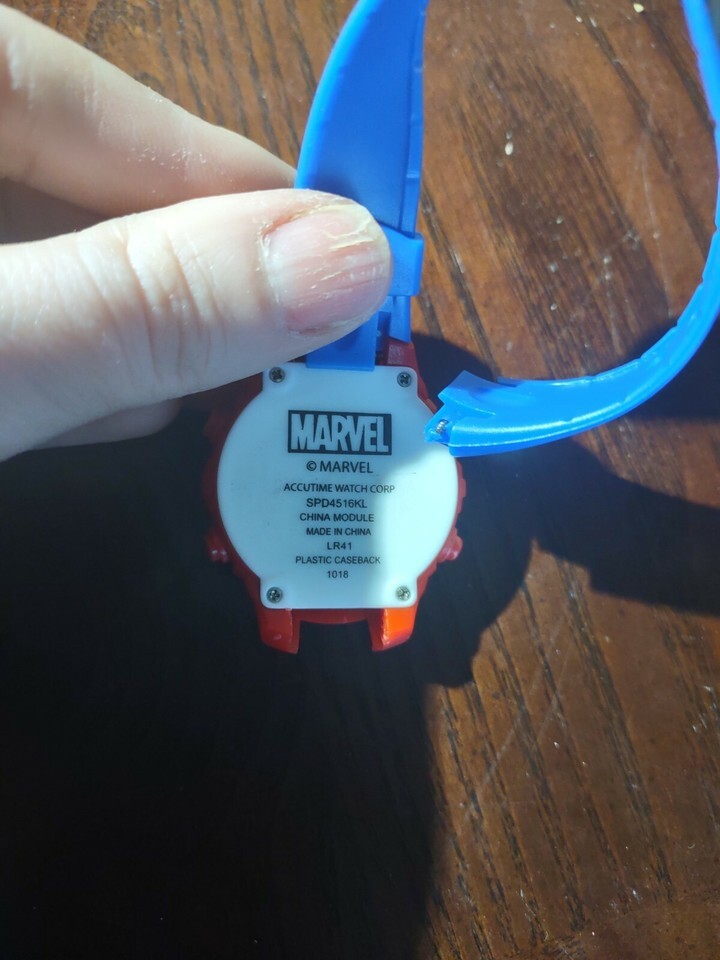 MARVEL
© MARVEL
ACCUTIME WATCH CORP
SPD4516KL
CHINA MODULE
MADE IN CHINA
LR41
PLASTIC CASEBACK
1018